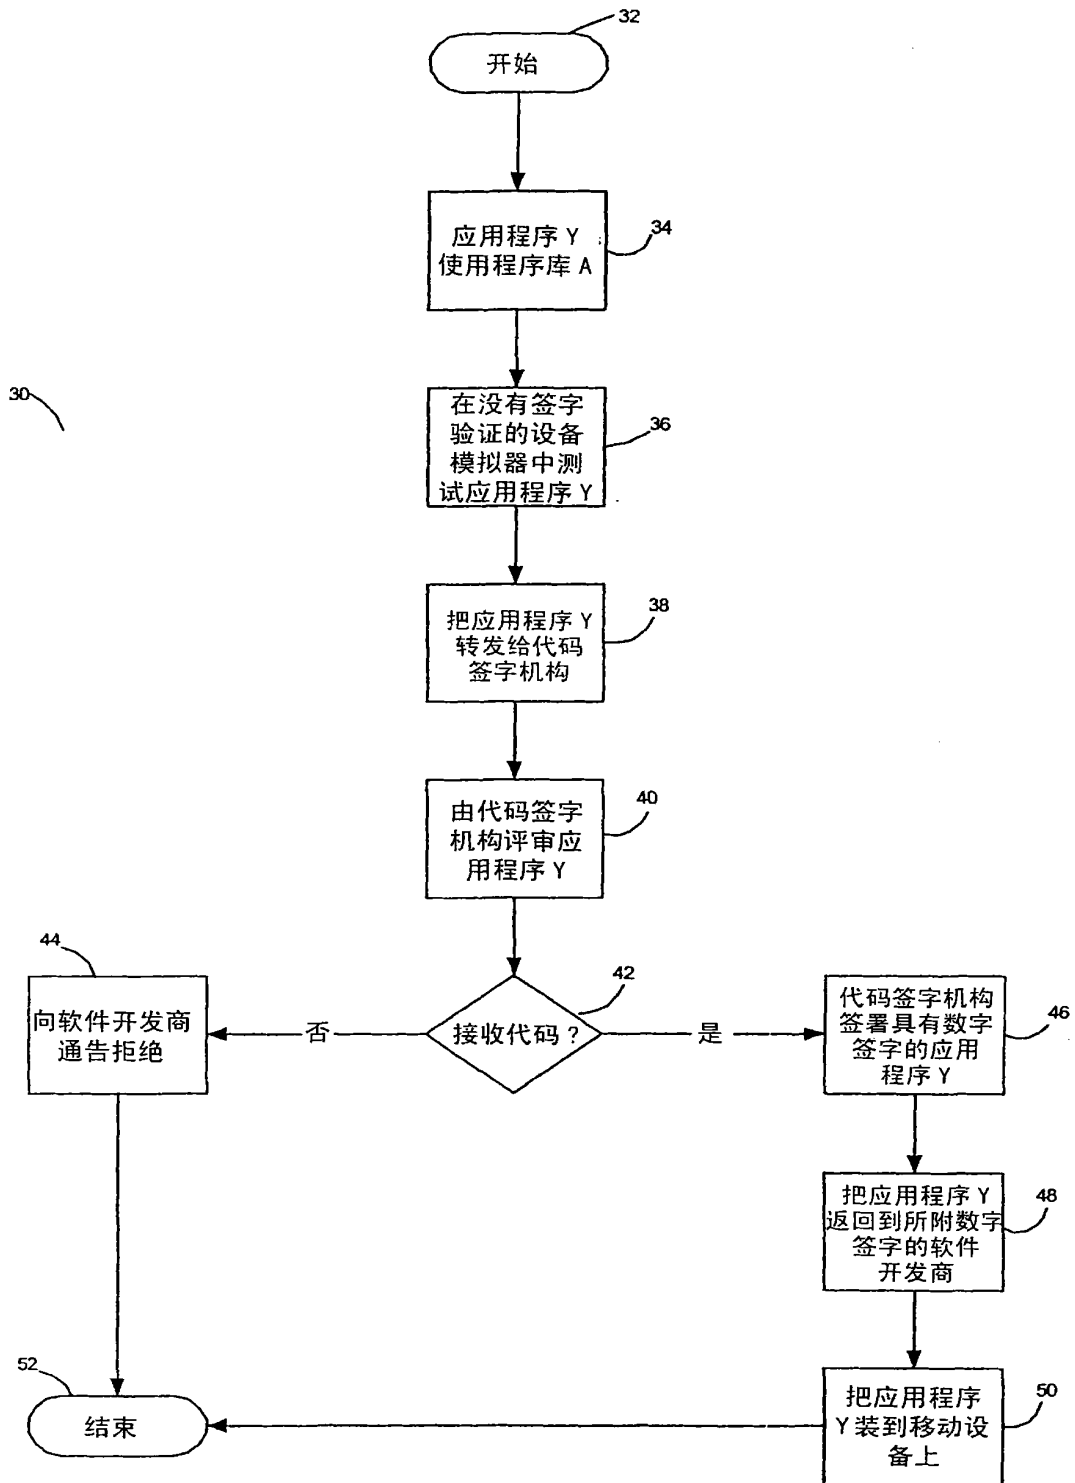 32
开始
34
应用程序 Y
使用程序库 A
30
36
在没有签字
验证的设备
模拟器中测
试应用程序 Y
38
把应用程序 Y
转发给代码
签字机构
40
由代码签字
机构评审应
用程序 Y
44
向软件开发商
通告拒绝
否
42
接收代码？
是
46
代码签字机构
签署具有数字
签字的应用
程序 Y
48
把应用程序 Y
返回到所附数字
签字的软件
开发商
52
结束
50
把应用程序
Y 装到移动设
备上